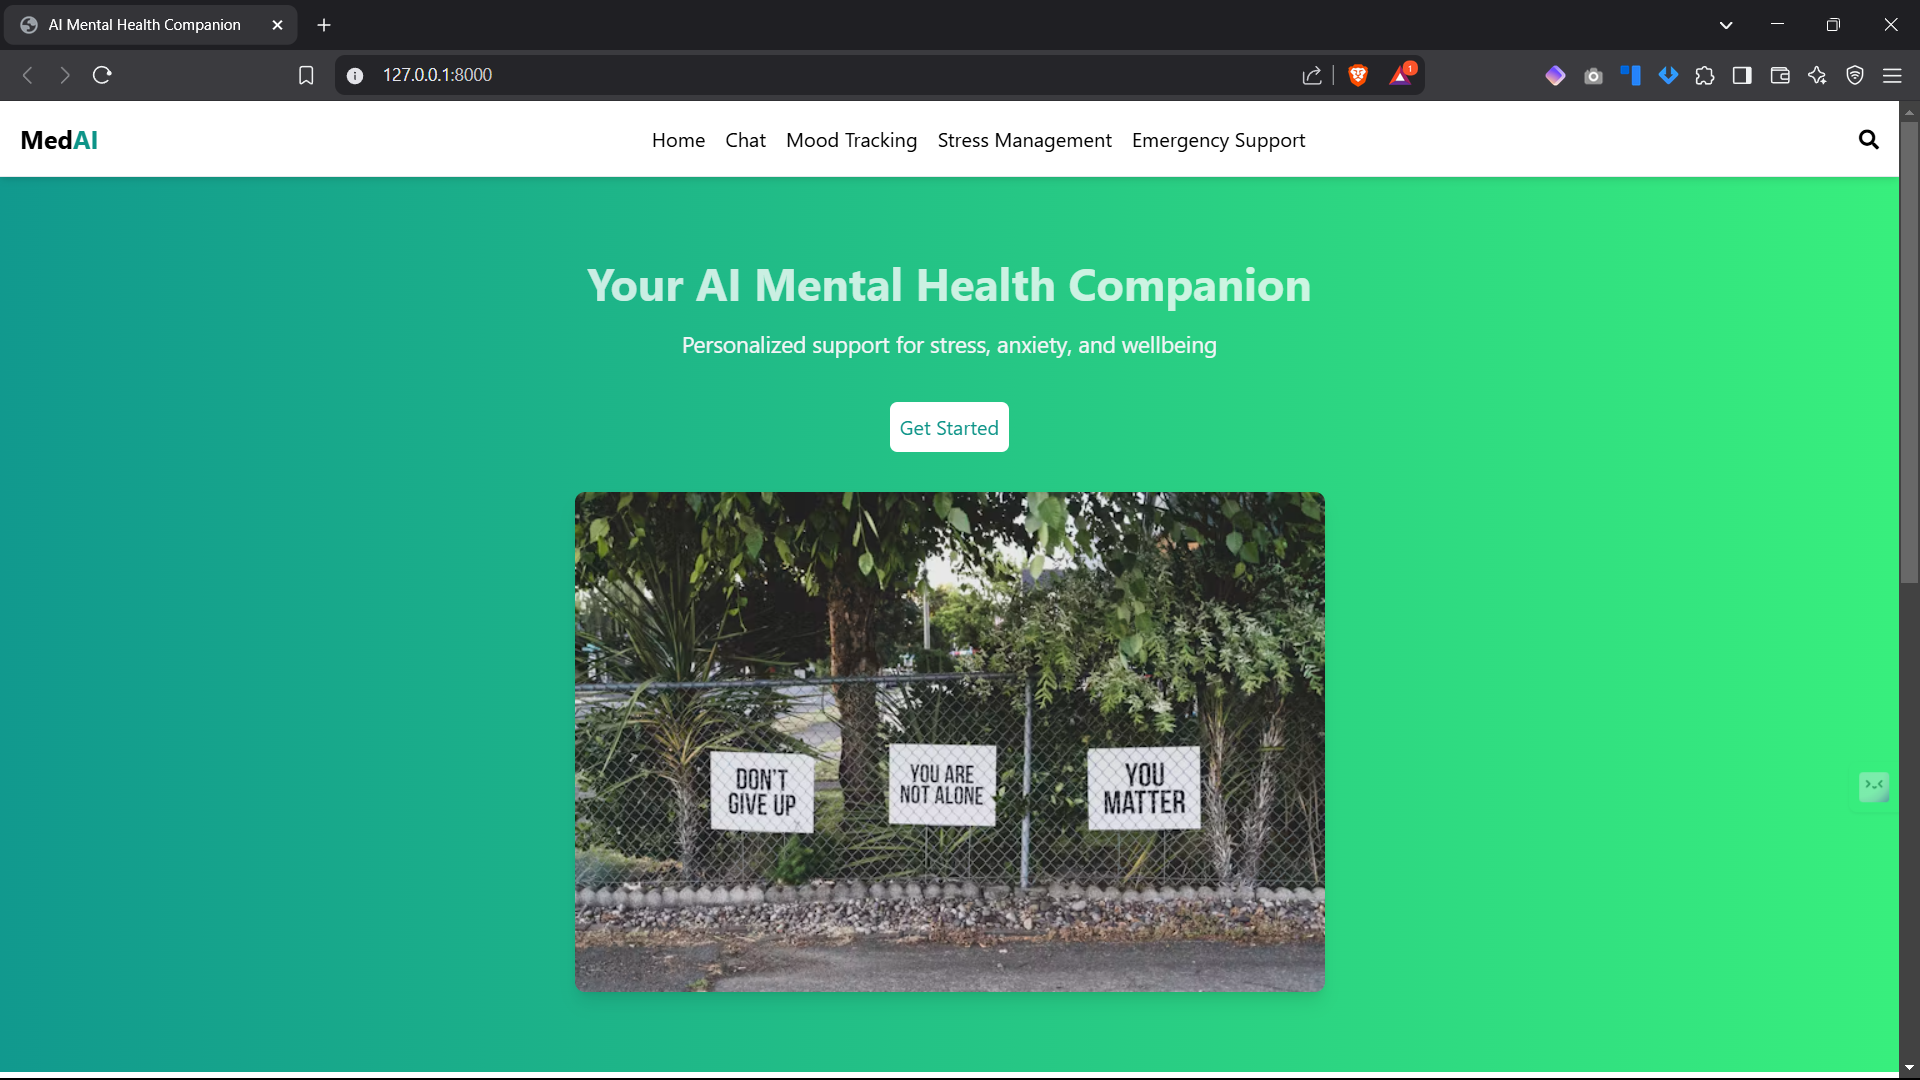 AI Mental Health Companion
127.0.0.1:8000
1
MedAI
Home Chat Mood Tracking Stress Management Emergency Support
Your AI Mental Health Companion
Personalized support for stress, anxiety, and wellbeing
Get Started
DON'T
GIVE UP
YOU ARE
NOT ALONE
YOU
MATTER